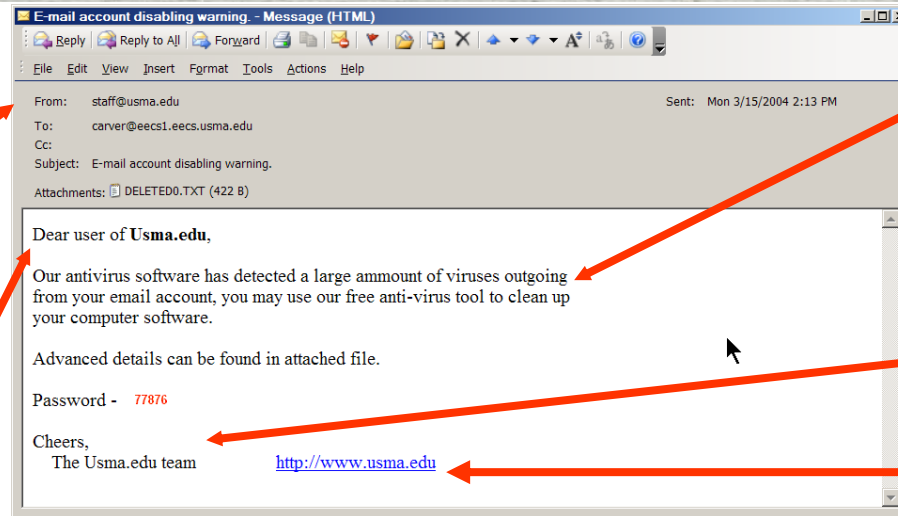 E-mail account disabling warning. - Message (HTML)
Reply Reply to All Forward
File Edit View Insert Format Tools Actions Help
From: staff@usma.edu Sent: Mon 3/15/2004 2:13 PM
To: carver@eecs1.eecs.usma.edu
Cc:
Subject: E-mail account disabling warning.
Attachments: DELETED0.TXT (422 B)
Dear user of Usma.edu,
Our antivirus software has detected a large ammount of viruses outgoing
from your email account, you may use our free anti-virus tool to clean up
your computer software.
Advanced details can be found in attached file.
Password - 77876
Cheers,
The Usma.edu team http://www.usma.edu